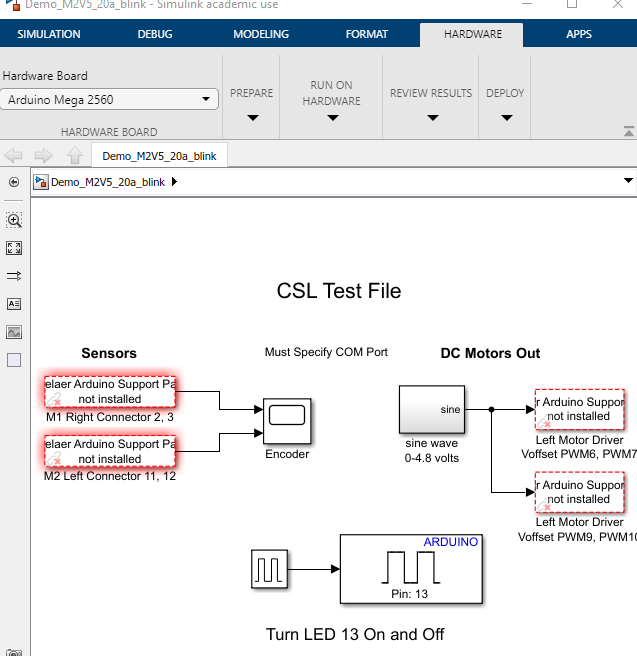 Demo_M2V5_20a_blink - Simulink academic use
SIMULATION DEBUG MODELING FORMAT HARDWARE APPS
Hardware Board
Arduino Mega 2560
PREPARE
RUN ON
HARDWARE
REVIEW RESULTS
DEPLOY
HARDWARE BOARD
Demo_M2V5_20a_blink
Demo_M2V5_20a_blink
CSL Test File
Sensors
Must Specify COM Port
DC Motors Out
elaer Arduino Support Pa
not installed
M1 Right Connector 2, 3
elaer Arduino Support Pa
not installed
M2 Left Connector 11, 12
Encoder
sine
sine wave
0-4.8 volts
r Arduino Suppor
not installed
Left Motor Driver
Voffset PWM6, PWM7
r Arduino Suppor
not installed
Left Motor Driver
Voffset PWM9, PWM10
ARDUINO
Pin: 13
Turn LED 13 On and Off